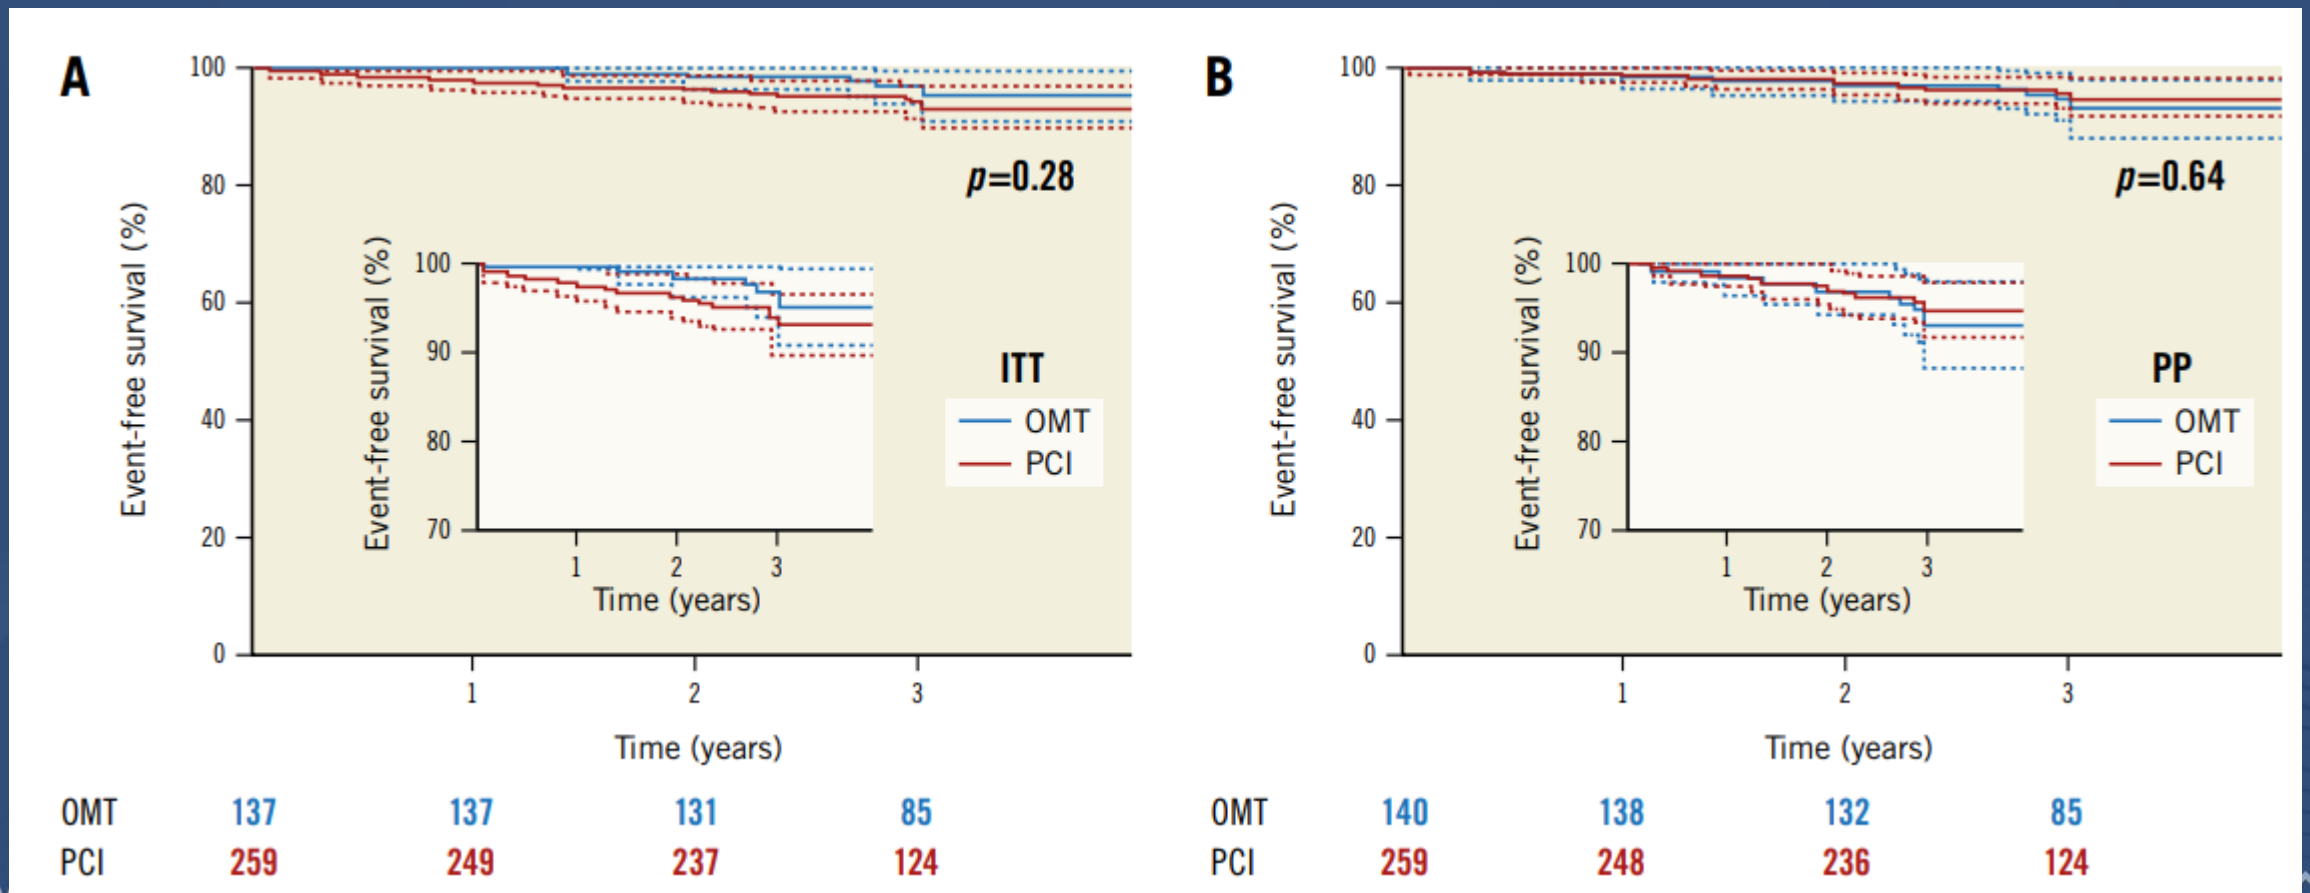 A
100
80
60
40
20
0
Event-free survival (%)
1 2 3
Time (years)
p=0.28
100
90
80
70
Event-free survival (%)
1 2 3
Time (years)
ITT
OMT
PCI
OMT 137 137 131 85
PCI 259 249 237 124
B
100
80
60
40
20
0
Event-free survival (%)
1 2 3
Time (years)
p=0.64
100
90
80
70
Event-free survival (%)
1 2 3
Time (years)
PP
OMT
PCI
OMT 140 138 132 85
PCI 259 248 236 124